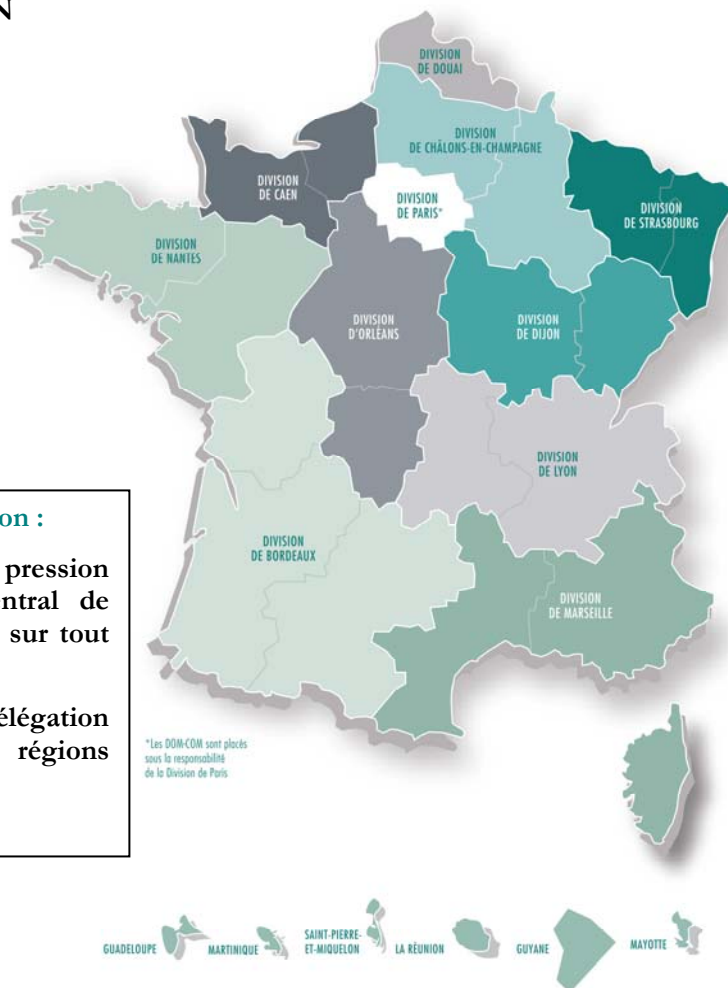 N
DIVISION
DE DOUAI
DIVISION
DE CHÂLONS-EN-CHAMPAGNE
DIVISION
DE CAEN
DIVISION
DE PARIS*
DIVISION
DE STRASBOURG
DIVISION
DE NANTES
DIVISION
D'ORLÉANS
DIVISION
DE DIJON
DIVISION
DE LYON
DIVISION
DE BORDEAUX
DIVISION
DE MARSEILLE
on :
pression
entral de
sur tout
élégation
régions
*Les DOM-COM sont placés
sous la responsabilité
de la Division de Paris
GUADELOUPE
MARTINIQUE
SAINT-PIERRE-
ET-MIQUELON
LA RÉUNION
GUYANE
MAYOTTE